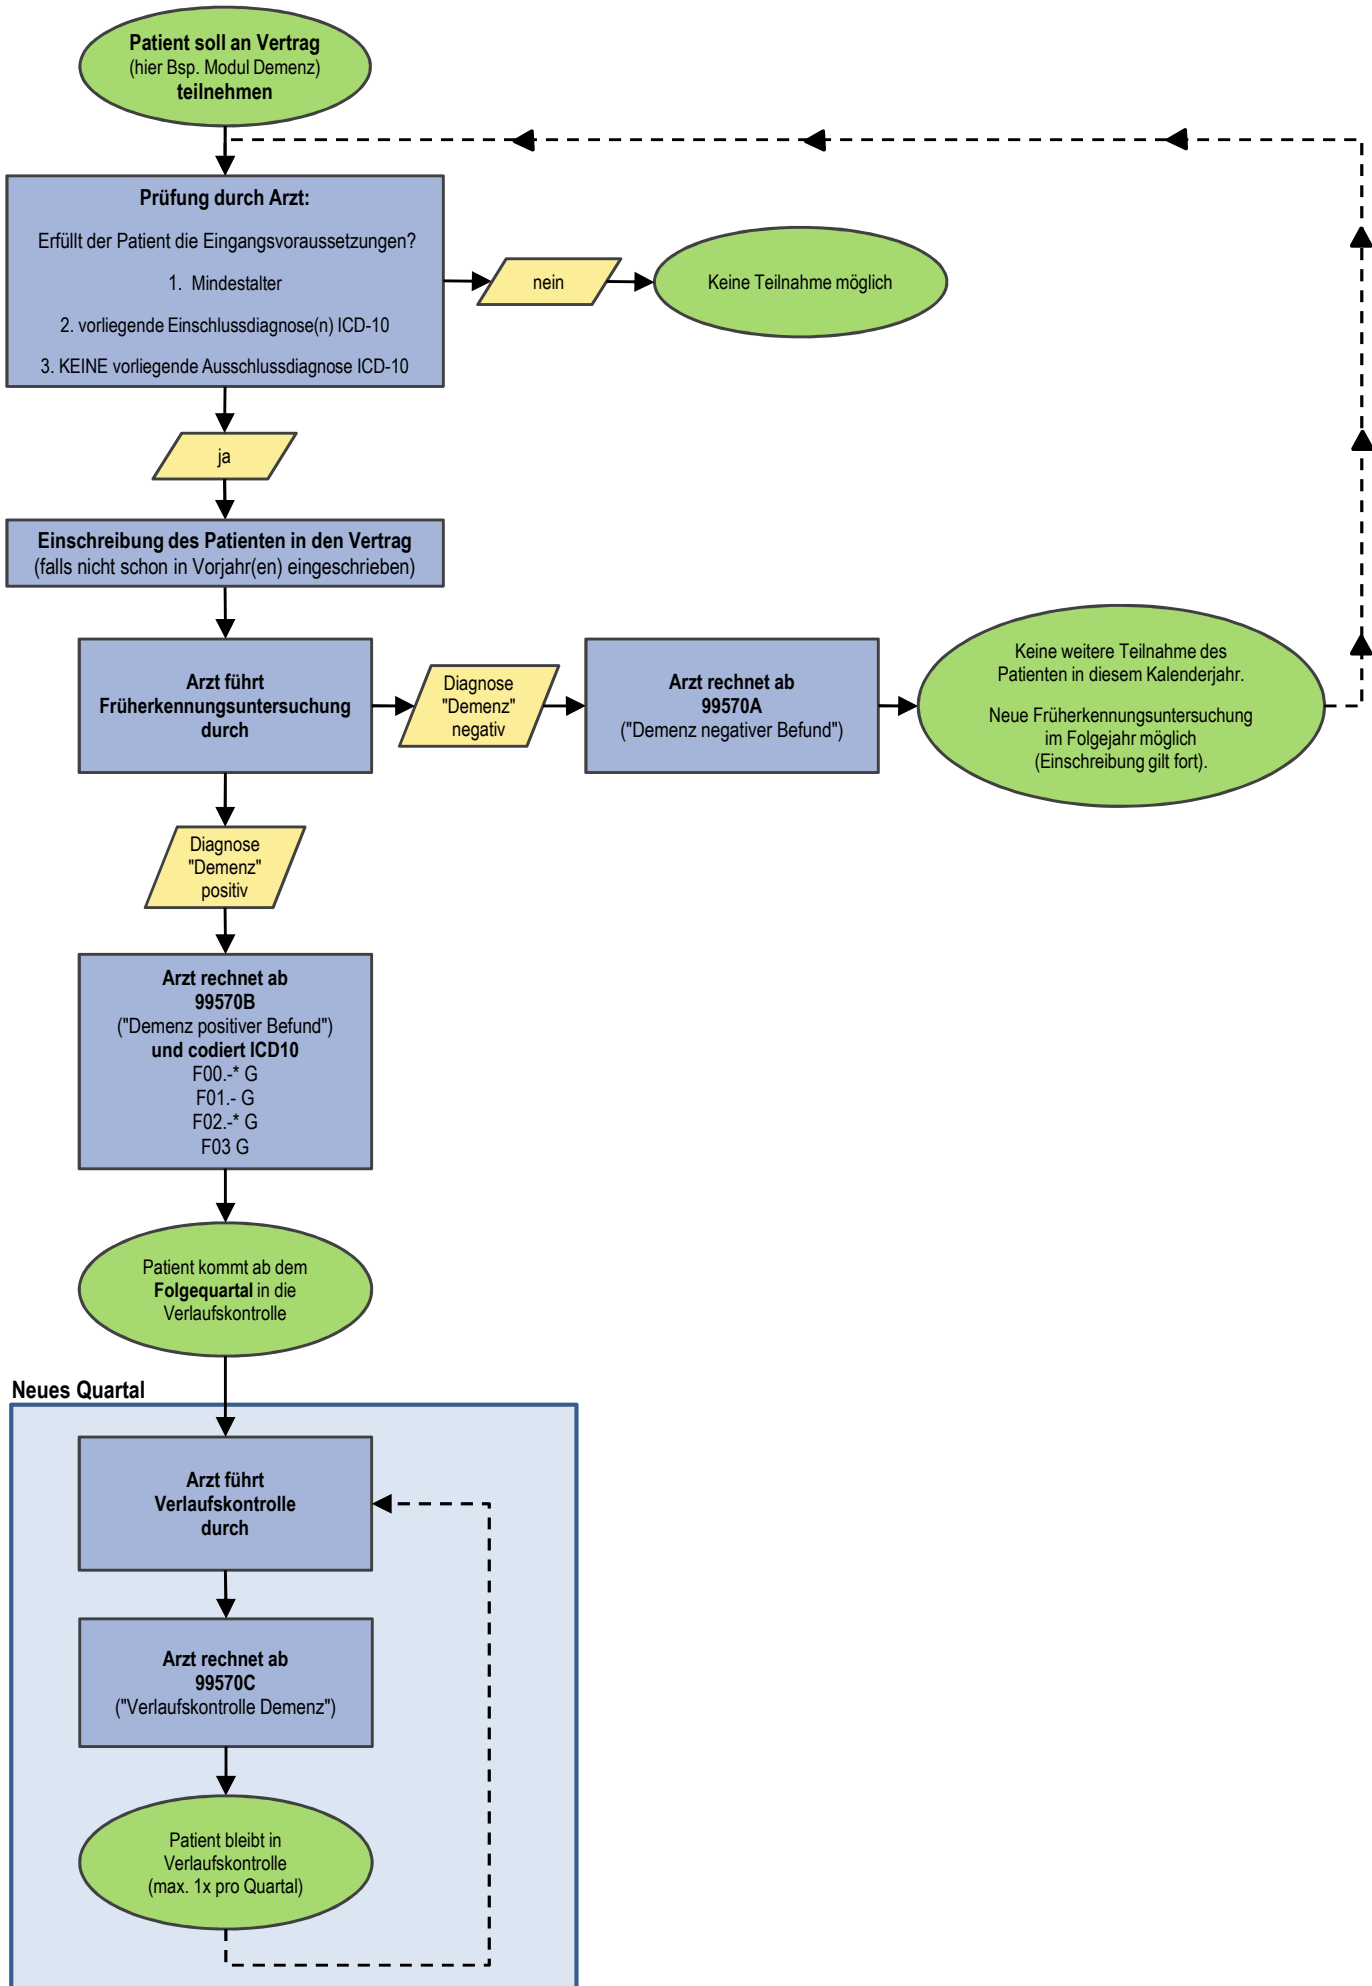 Patient soll an Vertrag
(hier Bsp. Modul Demenz)
teilnehmen
Prüfung durch Arzt:
Erfüllt der Patient die Eingangsvoraussetzungen?
1. Mindestalter
2. vorliegende Einschlussdiagnose(n) ICD-10
3. KEINE vorliegende Ausschlussdiagnose ICD-10
nein
Keine Teilnahme möglich
ja
Einschreibung des Patienten in den Vertrag
(falls nicht schon in Vorjahr(en) eingeschrieben)
Arzt führt
Früherkennungsuntersuchung
durch
Diagnose
"Demenz"
negativ
Arzt rechnet ab
99570A
("Demenz negativer Befund")
Keine weitere Teilnahme des
Patienten in diesem Kalenderjahr.
Neue Früherkennungsuntersuchung
im Folgejahr möglich
(Einschreibung gilt fort).
Diagnose
"Demenz"
positiv
Arzt rechnet ab
99570B
("Demenz positiver Befund")
und codiert ICD10
F00.-* G
F01.- G
F02.-* G
F03 G
Patient kommt ab dem
Folgequartal in die
Verlaufskontrolle
Neues Quartal
Arzt führt
Verlaufskontrolle
durch
Arzt rechnet ab
99570C
("Verlaufskontrolle Demenz")
Patient bleibt in
Verlaufskontrolle
(max. 1x pro Quartal)